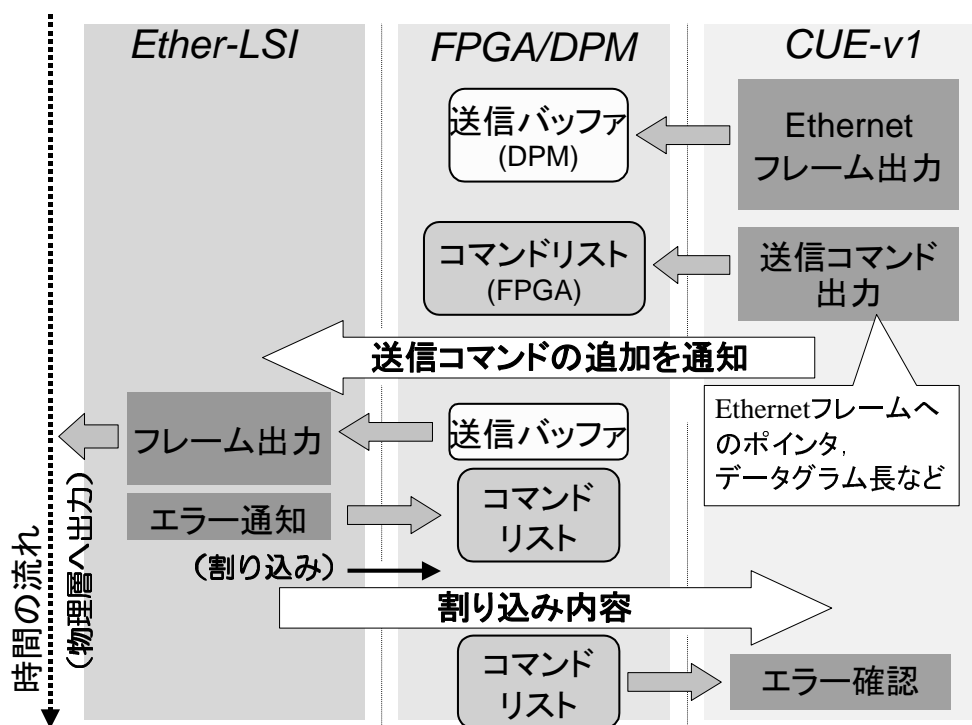 Ether-LSI
FPGA/DPM
CUE-v1
送信バッファ
(DPM)
Ethernet
フレーム出力
コマンドリスト
(FPGA)
送信コマンド
出力
送信コマンドの追加を通知
Ethernetフレームへ
のポインタ,
データグラム長など
フレーム出力
送信バッファ
エラー通知
コマンド
リスト
(割り込み)
割り込み内容
コマンド
リスト
エラー確認
時間の流れ
(物理層へ出力)